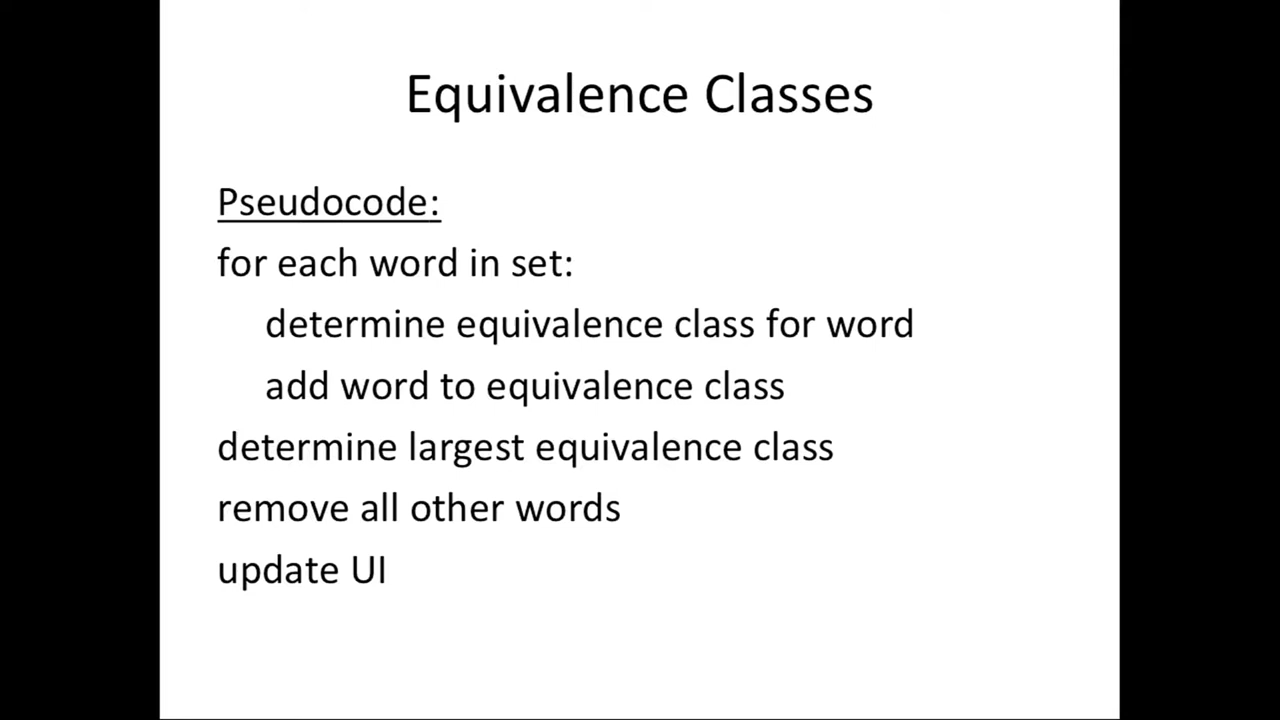 Equivalence Classes
Pseudocode:
for each word in set:
determine equivalence class for word
add word to equivalence class
determine largest equivalence class
remove all other words
update UI